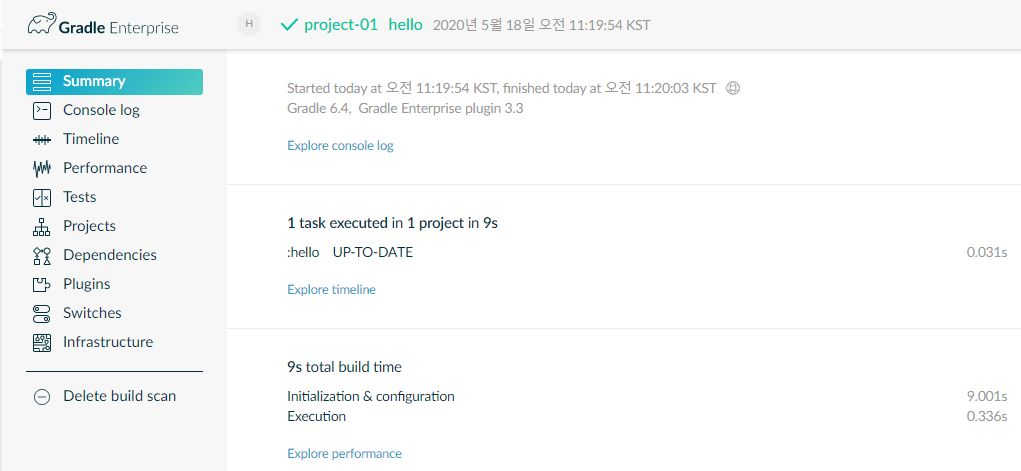 Gradle Enterprise
H
project-01 hello 2020년 5월 18일 오전 11:19:54 KST
Summary
Console log
Timeline
Performance
Tests
Projects
Dependencies
Plugins
Switches
Infrastructure
Delete build scan
Started today at 오전 11:19:54 KST, finished today at 오전 11:20:03 KST
Gradle 6.4, Gradle Enterprise plugin 3.3
Explore console log
1 task executed in 1 project in 9s
:hello UP-TO-DATE 0.031s
Explore timeline
9s total build time
Initialization & configuration 9.001s
Execution 0.336s
Explore performance